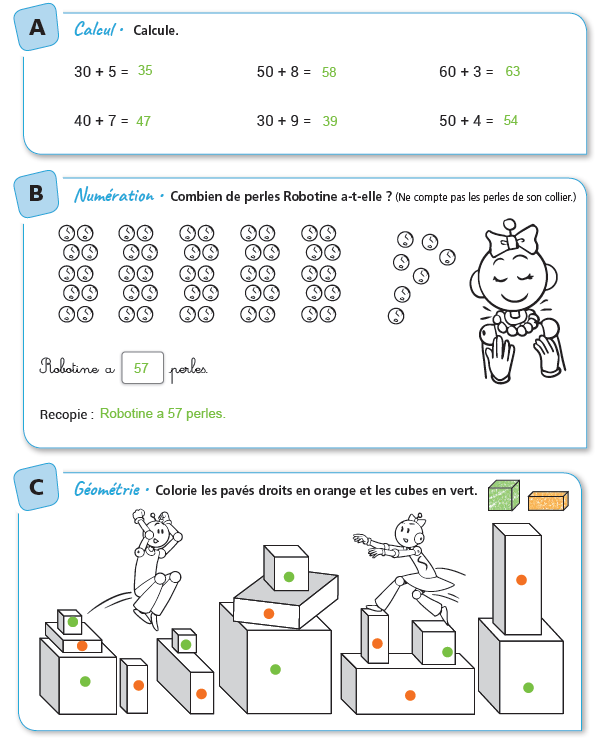 A Calcul · Calcule.
30 + 5 = 35 50 + 8 = 58 60 + 3 = 63
40 + 7 = 47 30 + 9 = 39 50 + 4 = 54
B Numération · Combien de perles Robotine a-t-elle ? (Ne compte pas les perles de son collier.)
Robotine a 57 perles.
Recopie : Robotine a 57 perles.
C Géométrie · Colorie les pavés droits en orange et les cubes en vert.